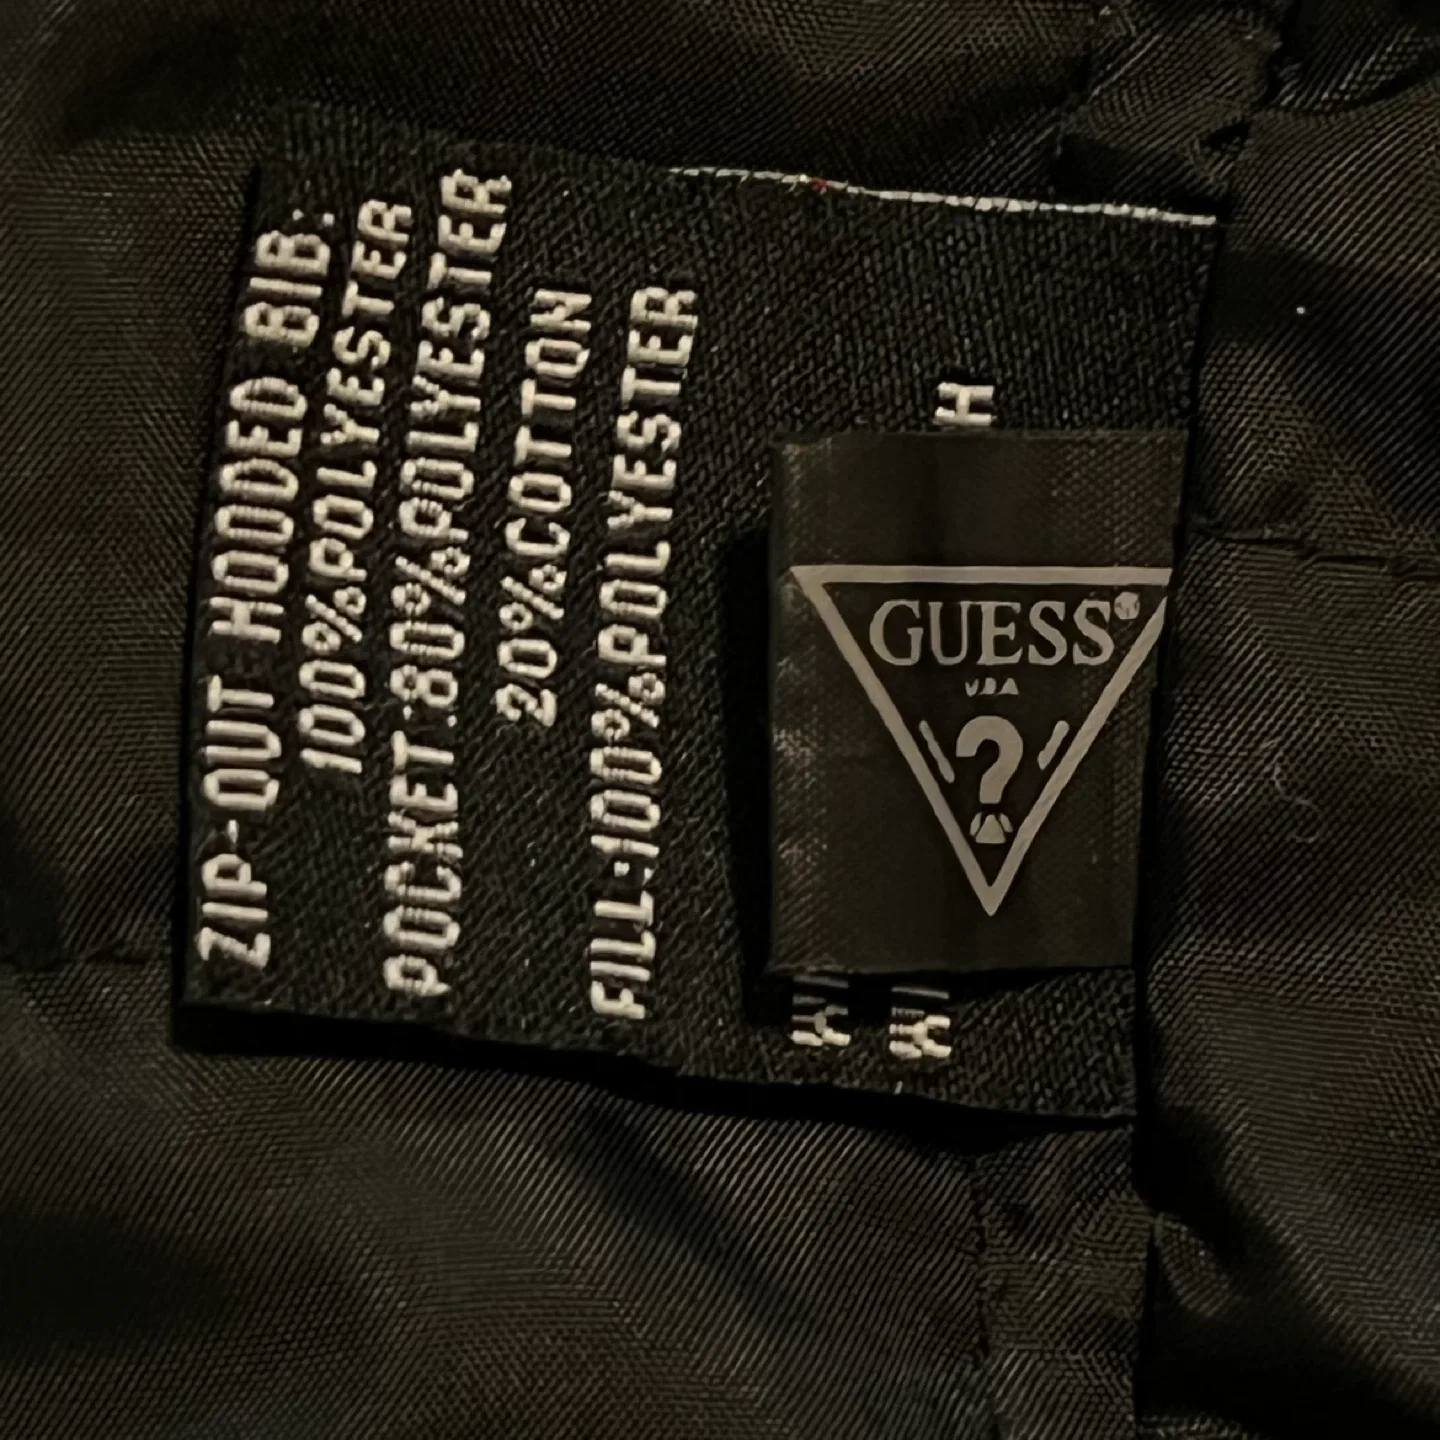 ZIP-OUT HOODED BIB:
100%POLYESTER
POCKET:80%POLYESTER
20%COTTON
FILL:100%POLYESTER
GUESS®
USA
?